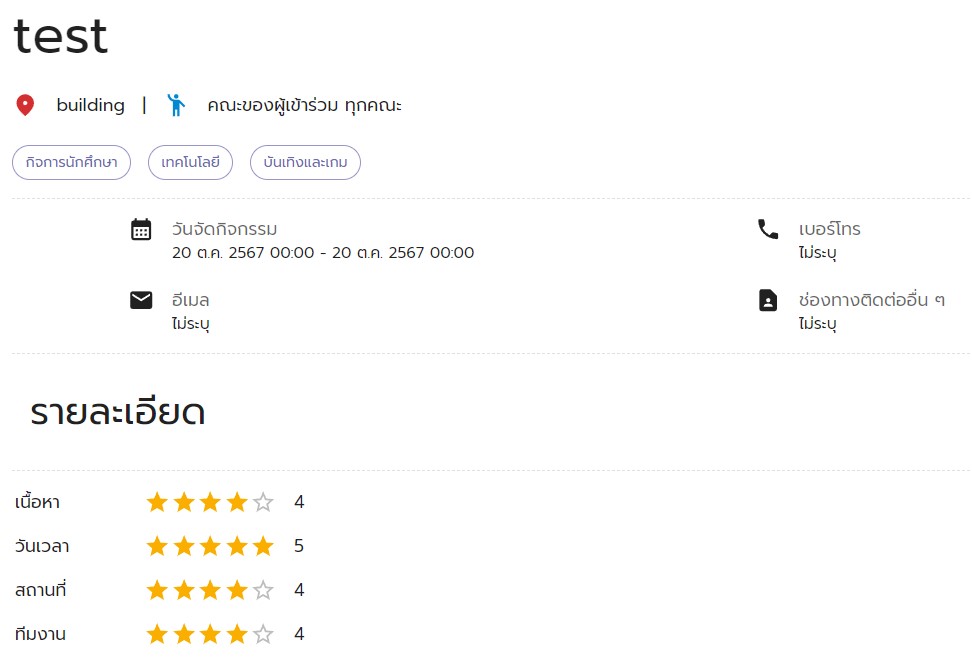 test
building | คณะของผู้เข้าร่วม ทุกคณะ
กิจการนักศึกษา เทคโนโลยี บันเทิงและเกม
วันจัดกิจกรรม เบอร์โทร
20 ต.ค. 2567 00:00 - 20 ต.ค. 2567 00:00 ไม่ระบุ
อีเมล ช่องทางติดต่ออื่น ๆ
ไม่ระบุ ไม่ระบุ
รายละเอียด
เนื้อหา 4
วันเวลา 5
สถานที่ 4
ทีมงาน 4